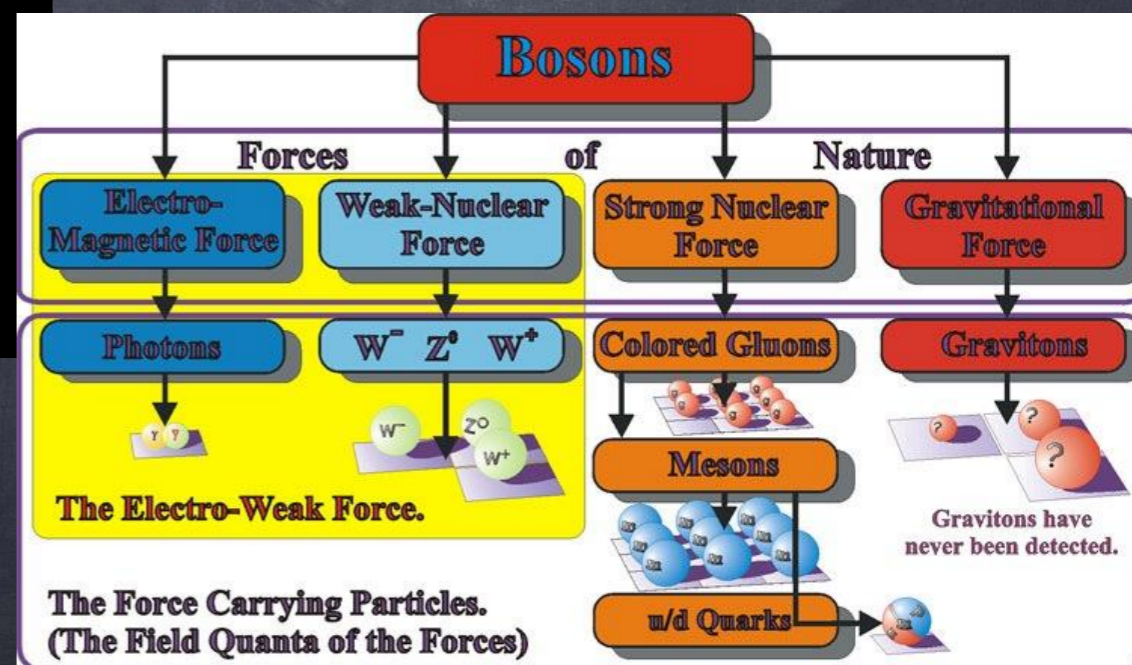 Bosons
Forces of Nature
Electro-
Magnetic Force
Weak-Nuclear
Force
Strong Nuclear
Force
Gravitational
Force
Photons
W⁻ Z⁰ W⁺
Colored Gluons
Gravitons
γ γ
W⁻
Z⁰
W⁺
g g g g g g
? ? ?
Mesons
The Electro-Weak Force.
Gravitons have
never been detected.
u/d Quarks
The Force Carrying Particles.
(The Field Quanta of the Forces)